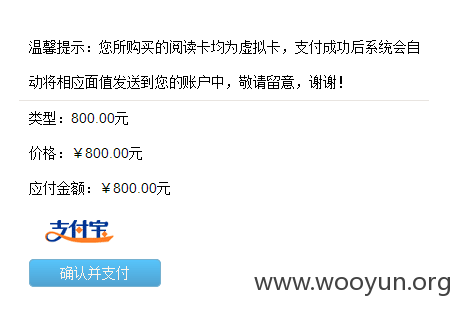 温馨提示：您所购买的阅读卡均为虚拟卡，支付成功后系统会自
动将相应面值发送到您的账户中，敬请留意，谢谢！
类型：800.00元
价格：￥800.00元
应付金额：￥800.00元
支付宝
确认并支付
www.wooyun.org